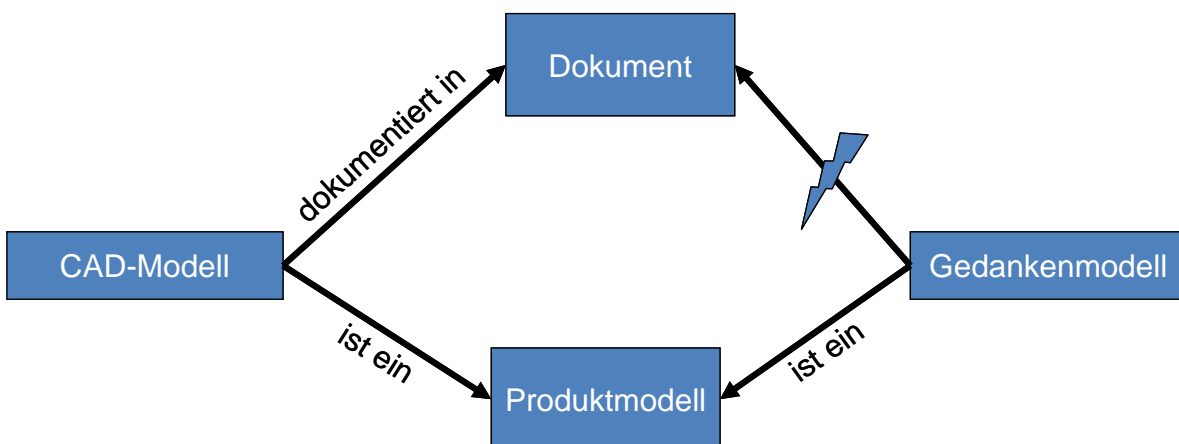 Dokument
dokumentiert in
CAD-Modell
Gedankenmodell
ist ein
ist ein
Produktmodell